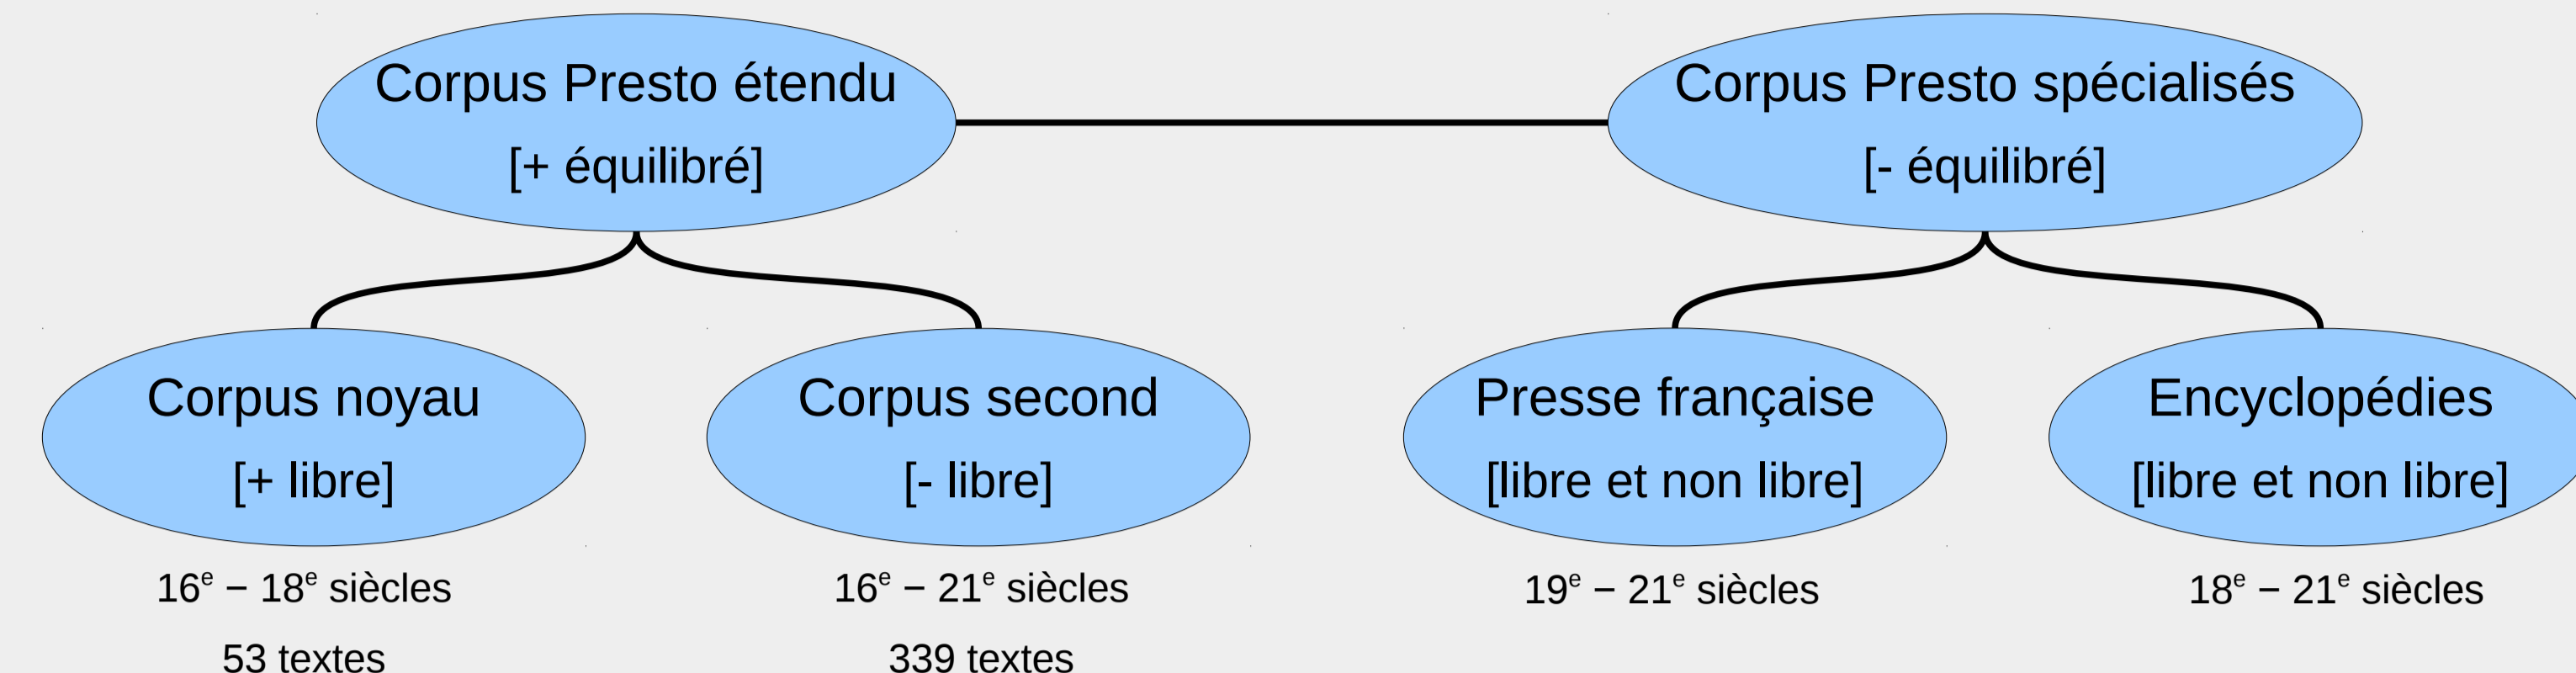 Corpus Presto étendu
[+ équilibré]
Corpus Presto spécialisés
[- équilibré]
Corpus noyau
[+ libre]
Corpus second
[- libre]
Presse française
[libre et non libre]
Encyclopédies
[libre et non libre]
16e – 18e siècles
53 textes
16e – 21e siècles
339 textes
19e – 21e siècles
18e – 21e siècles